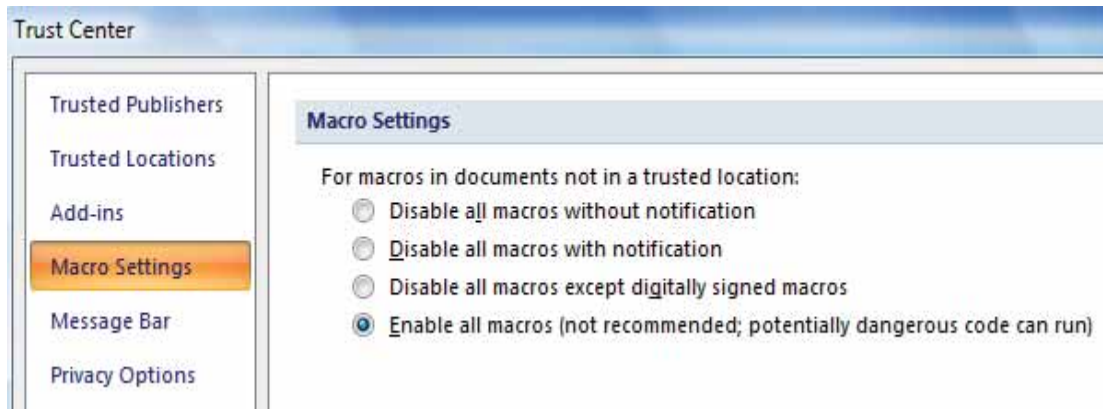 Trust Center
Trusted Publishers
Trusted Locations
Add-ins
Macro Settings
Message Bar
Privacy Options
Macro Settings
For macros in documents not in a trusted location:
Disable all macros without notification
Disable all macros with notification
Disable all macros except digitally signed macros
Enable all macros (not recommended; potentially dangerous code can run)